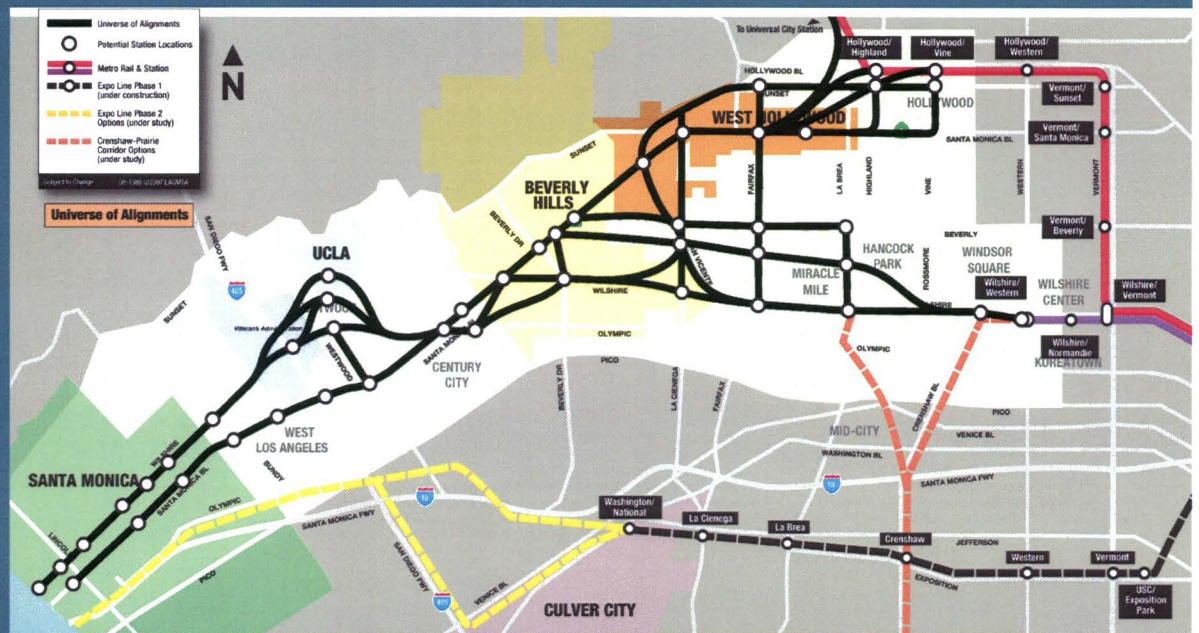 Universe of Alignments
Potential Station Locations
Metro Rail & Station
Expo Line Phase 1
(under construction)
Expo Line Phase 2
Options (under study)
Crenshaw-Prairie
Corridor Options
(under study)
Subject to Change
©2007 LACMTA
Universe of Alignments
N
To Universal City Station
Hollywood/
Highland
Hollywood/
Vine
Hollywood/
Western
HOLLYWOOD BL
SUNSET
HOLLYWOOD
Vermont/
Sunset
WEST HOLLYWOOD
SANTA MONICA BL
Vermont/
Santa Monica
SUNSET
BEVERLY
HILLS
BEVERLY DR
FAIRFAX
LA BREA
HIGHLAND
VINE
WESTERN
VERMONT
SAN DIEGO FWY
405
SUNSET
UCLA
Veteran's Administration
WESTWOOD
SANTA MONICA
CENTURY
CITY
WILSHIRE
OLYMPIC
PICO
MIRACLE
MILE
HANCOCK
PARK
ROSSMORE
BEVERLY
Vermont/
Beverly
WINDSOR
SQUARE
Wilshire/
Western
WILSHIRE
CENTER
Wilshire/
Vermont
Wilshire/
Normandie
KOREATOWN
OLYMPIC
CRENSHAW BL
BEVERLY DR
LA CIENEGA
FAIRFAX
MID-CITY
PICO
VENICE BL
WASHINGTON BL
SANTA MONICA FWY
10
WEST
LOS ANGELES
BUNDY
SANTA MONICA
WILSHIRE
SANTA MONICA BL
OLYMPIC
SANTA MONICA FWY
10
PICO
SAN DIEGO FWY
405
VENICE BL
CULVER CITY
Washington/
National
La Cienega
La Brea
Crenshaw
JEFFERSON
EXPOSITION
Western
Vermont
USC/
Exposition
Park